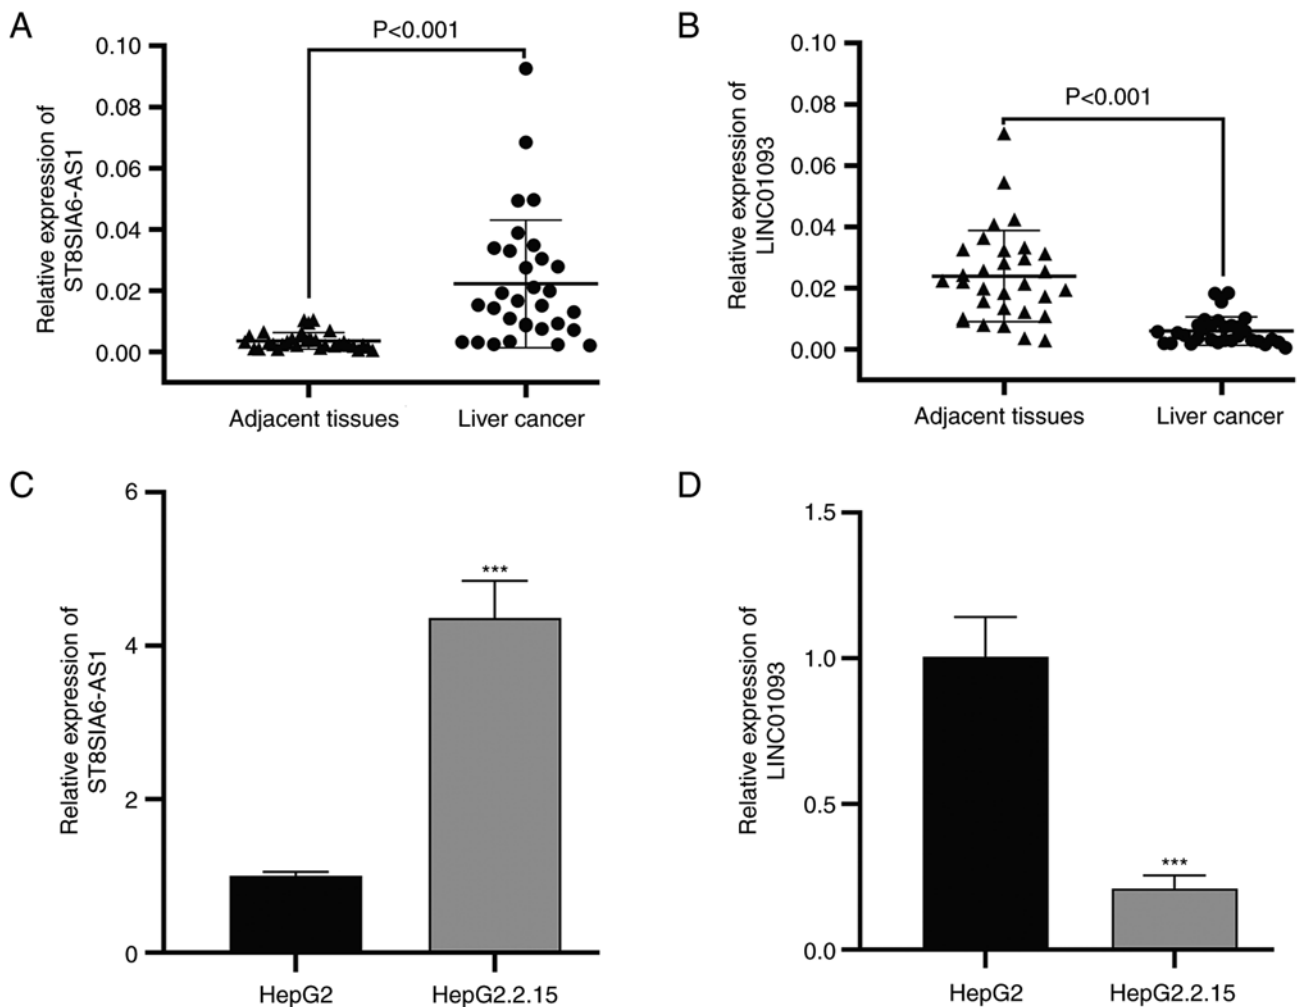 A
P<0.001
0.10
0.08
0.06
0.04
0.02
0.00
Relative expression of
ST8SIA6-AS1
Adjacent tissues
Liver cancer
B
P<0.001
0.10
0.08
0.06
0.04
0.02
0.00
Relative expression of
LINC01093
Adjacent tissues
Liver cancer
C
6
4
2
0
Relative expression of
ST8SIA6-AS1
***
HepG2
HepG2.2.15
D
1.5
1.0
0.5
0.0
Relative expression of
LINC01093
***
HepG2
HepG2.2.15